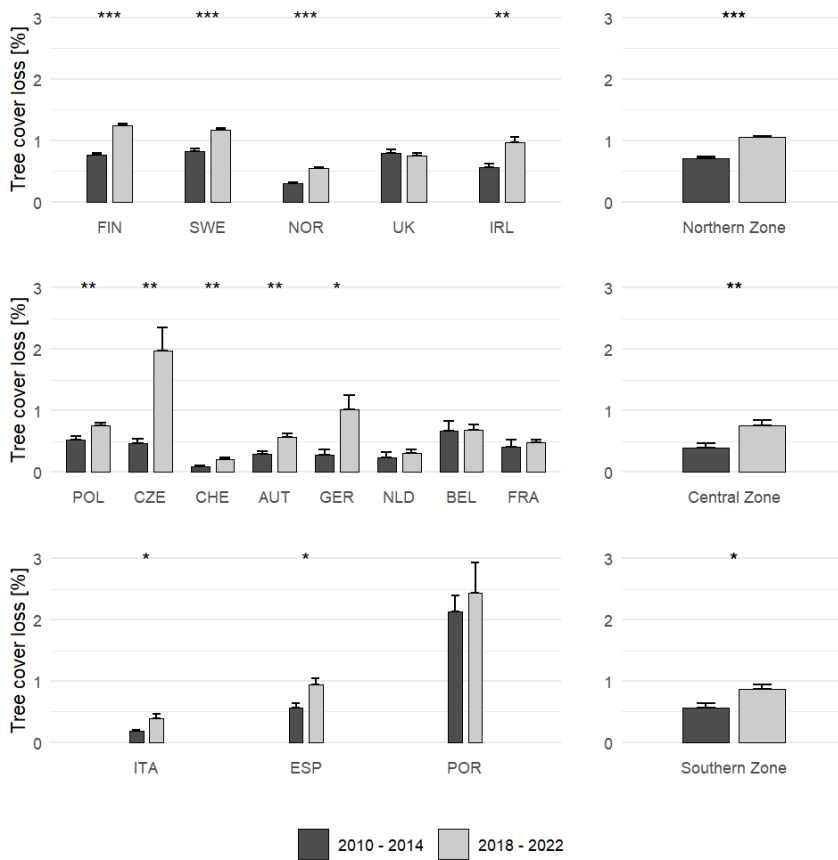 3 *** *** *** ** 3 ***
2 2
1 1
0 0
Tree cover loss [%]
FIN SWE NOR UK IRL Northern Zone
3 ** ** ** ** * 3 **
2 2
1 1
0 0
Tree cover loss [%]
POL CZE CHE AUT GER NLD BEL FRA Central Zone
3 * * 3 *
2 2
1 1
0 0
Tree cover loss [%]
ITA ESP POR Southern Zone
2010 - 2014 2018 - 2022